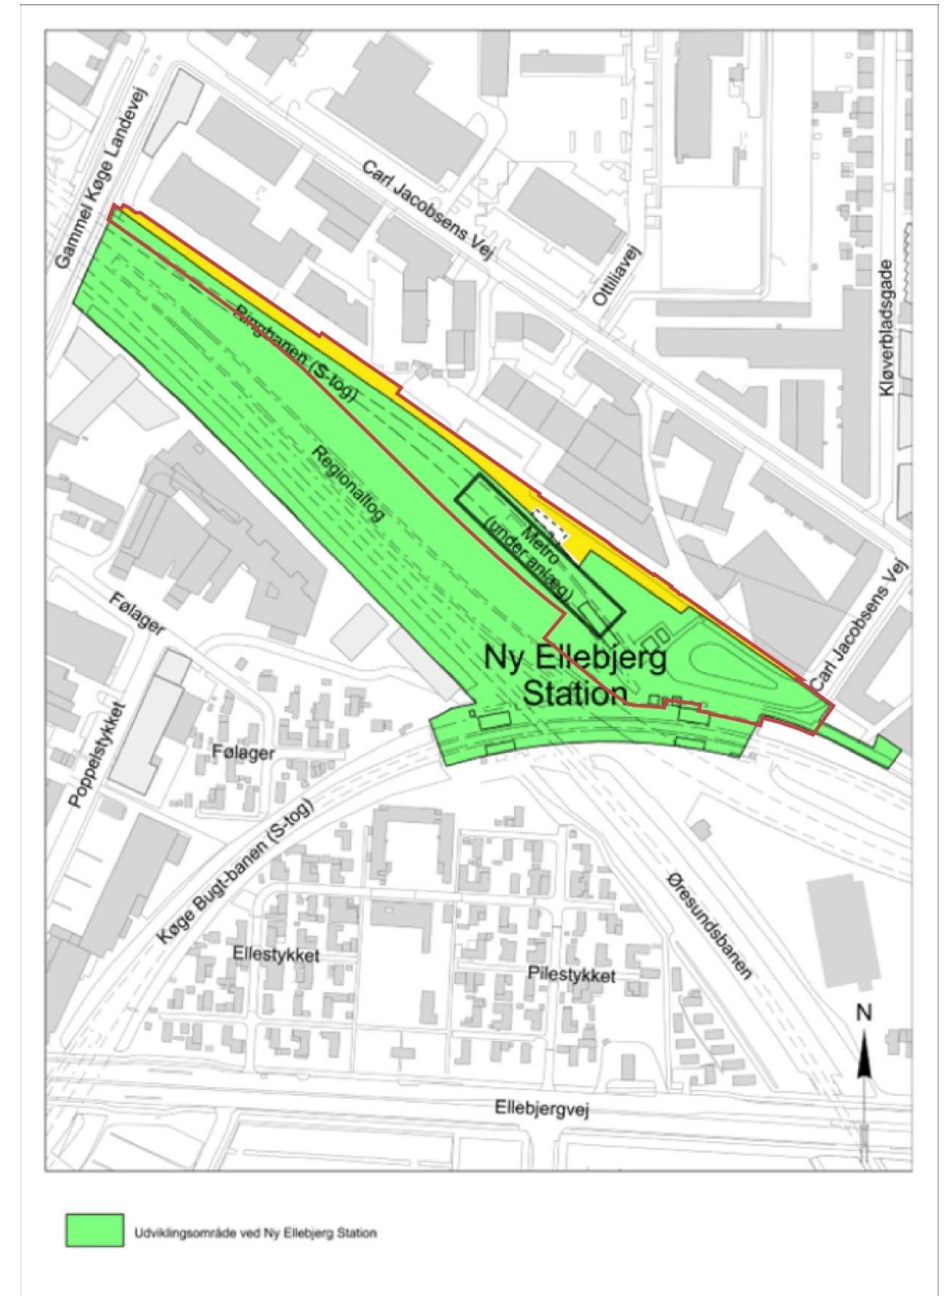 Gammel Køge Landevej
Carl Jacobsens Vej
Ottiliavej
Kløverbladsgade
Ringbanen (S-tog)
Regionaltog
Metro
(under anlæg)
Carl Jacobsens Vej
Følager
Ny Ellebjerg
Station
Poppelstykket
Følager
Køge Bugt-banen (S-tog)
Øresundsbanen
Ellestykket
Pilestykket
N
Ellebjergvej
Udviklingsområde ved Ny Ellebjerg Station